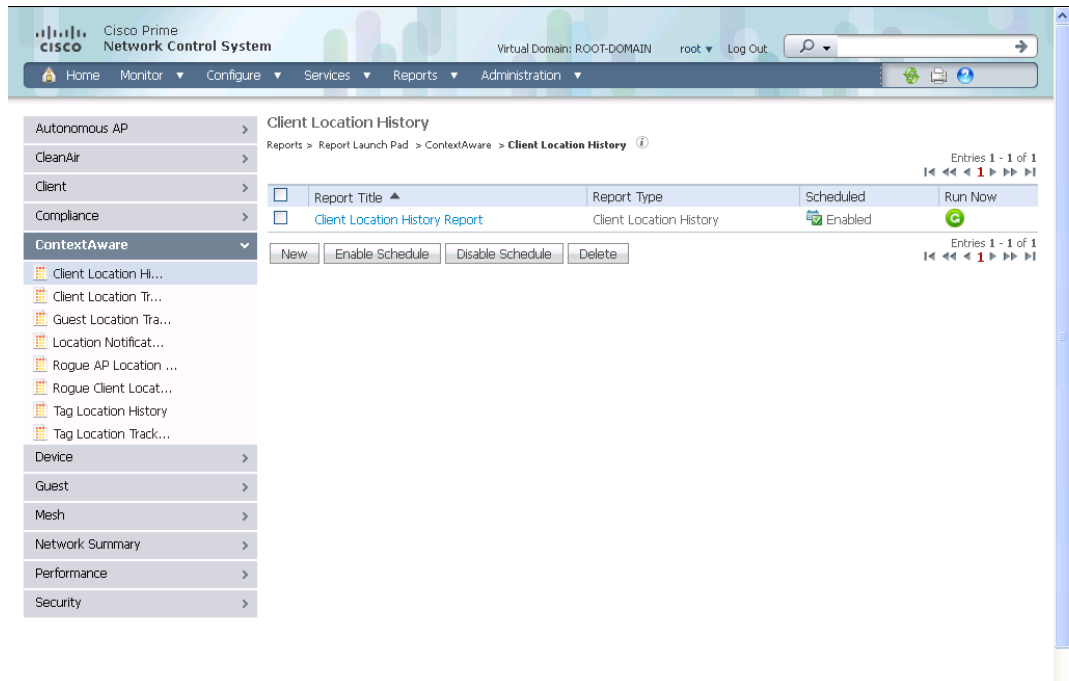 Cisco Prime
CISCO Network Control System
Virtual Domain: ROOT-DOMAIN root Log Out
Home Monitor Configure Services Reports Administration
Autonomous AP
CleanAir
Client
Compliance
ContextAware
Client Location Hi...
Client Location Tr...
Guest Location Tra...
Location Notificat...
Rogue AP Location ...
Rogue Client Locat...
Tag Location History
Tag Location Track...
Device
Guest
Mesh
Network Summary
Performance
Security
Client Location History
Reports > Report Launch Pad > ContextAware > Client Location History
Entries 1 - 1 of 1
1
Report Title Report Type Scheduled Run Now
Client Location History Report Client Location History Enabled
New Enable Schedule Disable Schedule Delete
Entries 1 - 1 of 1
1